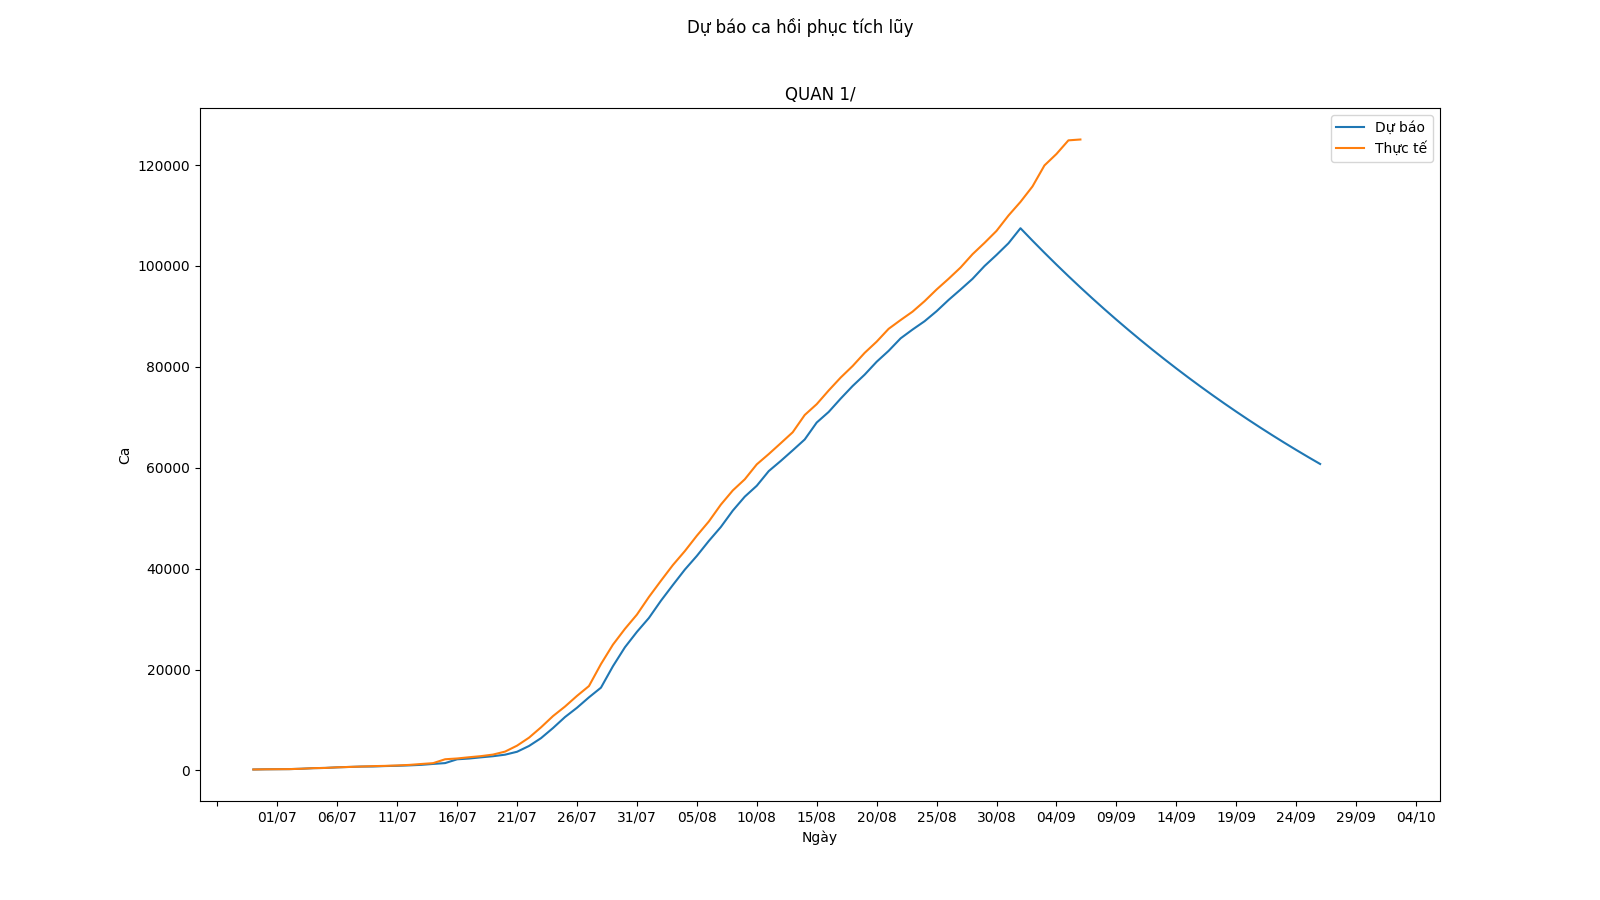 Dự báo ca hồi phục tích lũy
QUAN 1/
Dự báo
Thực tế
120000
100000
80000
60000
40000
20000
0
Ca
01/07 06/07 11/07 16/07 21/07 26/07 31/07 05/08 10/08 15/08 20/08 25/08 30/08 04/09 09/09 14/09 19/09 24/09 29/09 04/10
Ngày